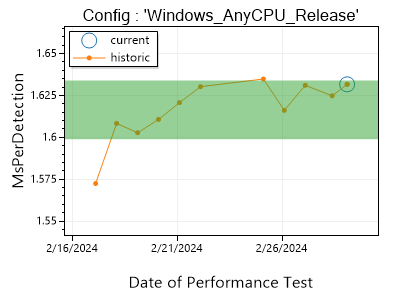 Config : 'Windows_AnyCPU_Release'
current
historic
MsPerDetection
1.65
1.625
1.6
1.575
1.55
2/16/2024
2/21/2024
2/26/2024
Date of Performance Test